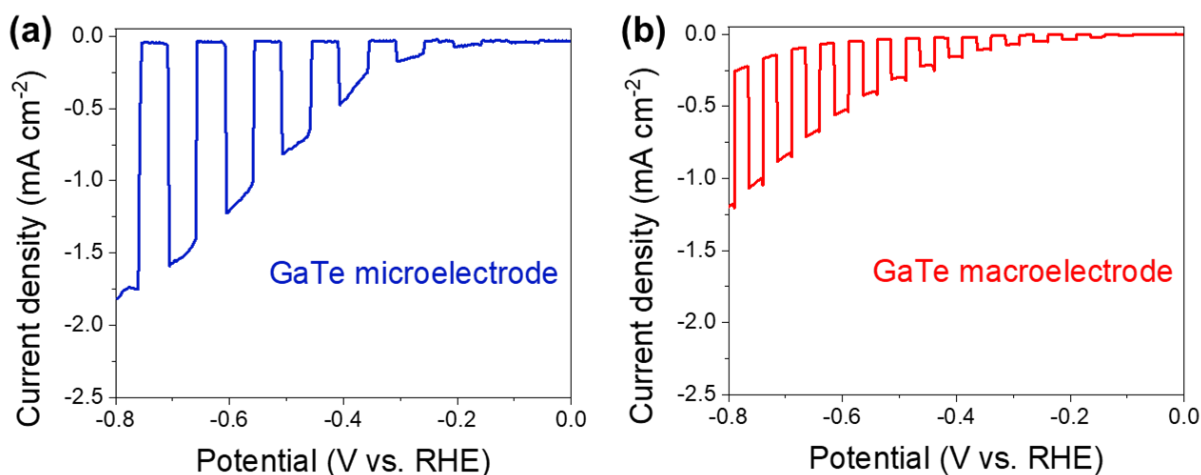 (a)
Current density (mA cm⁻²)
0.0
-0.5
-1.0
-1.5
-2.0
-2.5
GaTe microelectrode
-0.8 -0.6 -0.4 -0.2 0.0
Potential (V vs. RHE)
(b)
Current density (mA cm⁻²)
0.0
-0.5
-1.0
-1.5
-2.0
-2.5
GaTe macroelectrode
-0.8 -0.6 -0.4 -0.2 0.0
Potential (V vs. RHE)